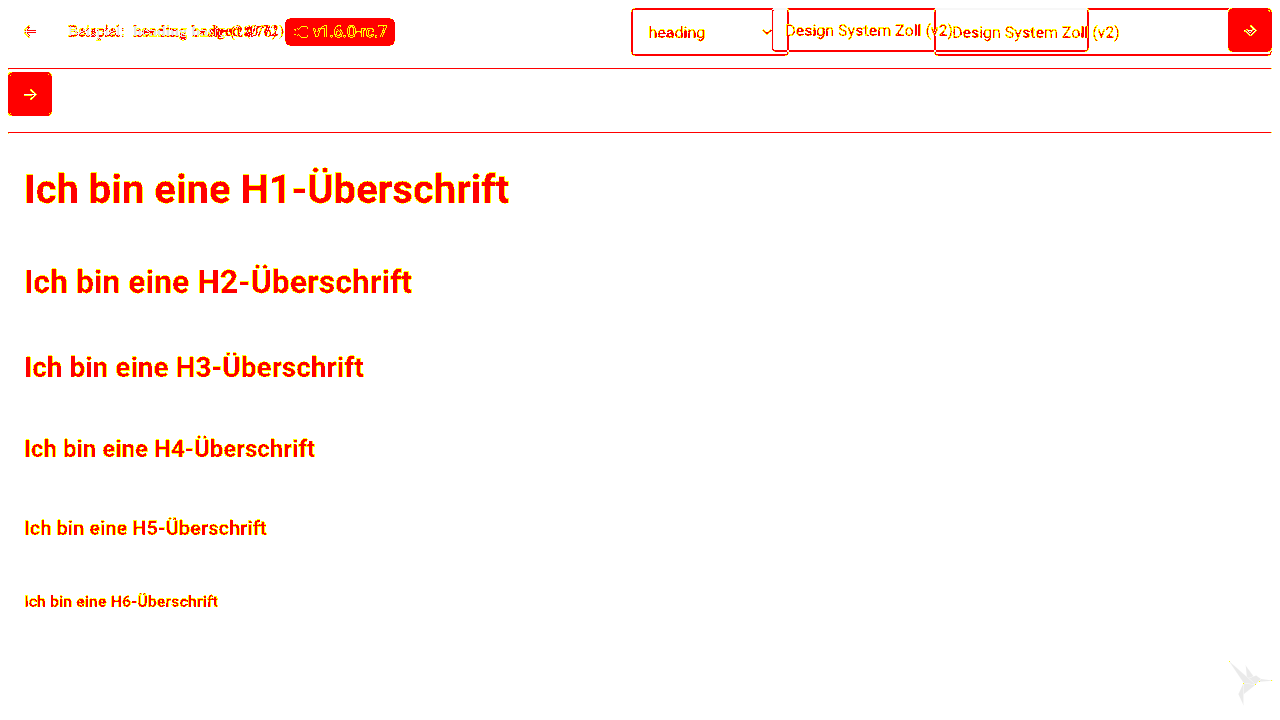 Beispiel: heading v1.6.0-rc.7 heading Design System Zoll (v2) Design System Zoll (v2)
Ich bin eine H1-Überschrift
Ich bin eine H2-Überschrift
Ich bin eine H3-Überschrift
Ich bin eine H4-Überschrift
Ich bin eine H5-Überschrift
Ich bin eine H6-Überschrift